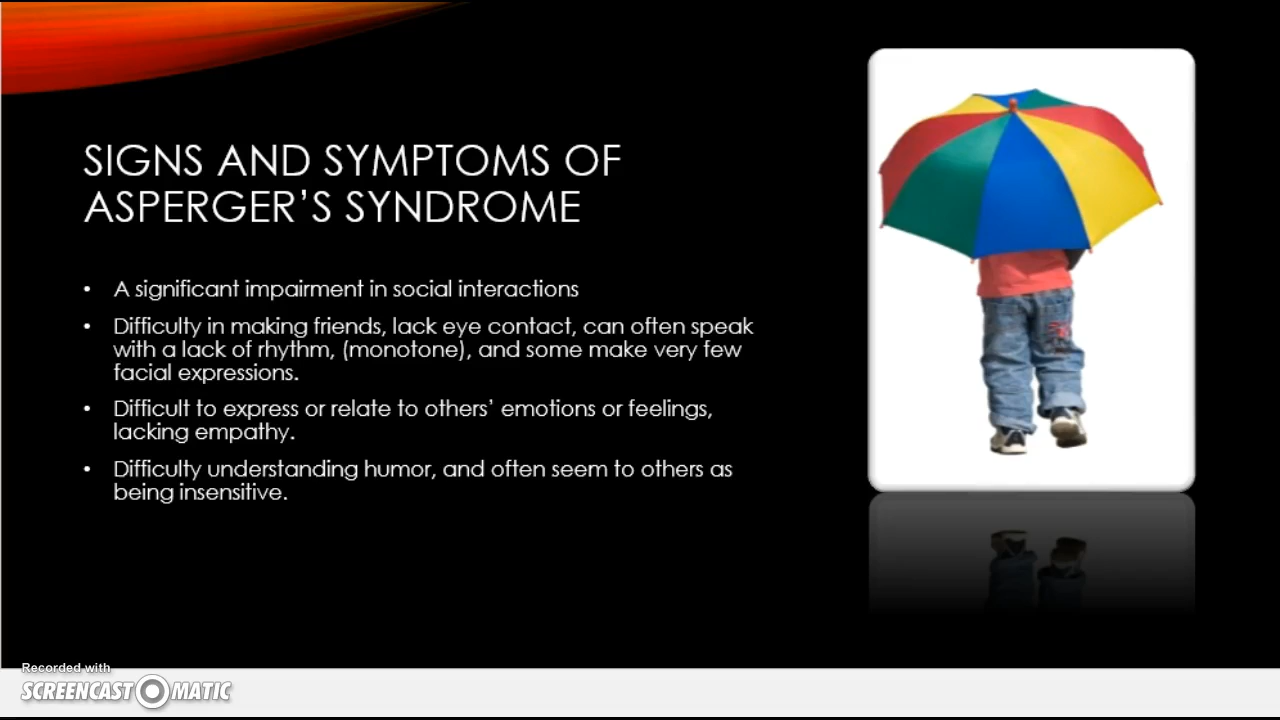 SIGNS AND SYMPTOMS OF
ASPERGER’S SYNDROME
• A significant impairment in social interactions
• Difficulty in making friends, lack eye contact, can often speak
with a lack of rhythm, (monotone), and some make very few
facial expressions.
• Difficult to express or relate to others’ emotions or feelings,
lacking empathy.
• Difficulty understanding humor, and often seem to others as
being insensitive.
Recorded with
SCREENCAST MATIC